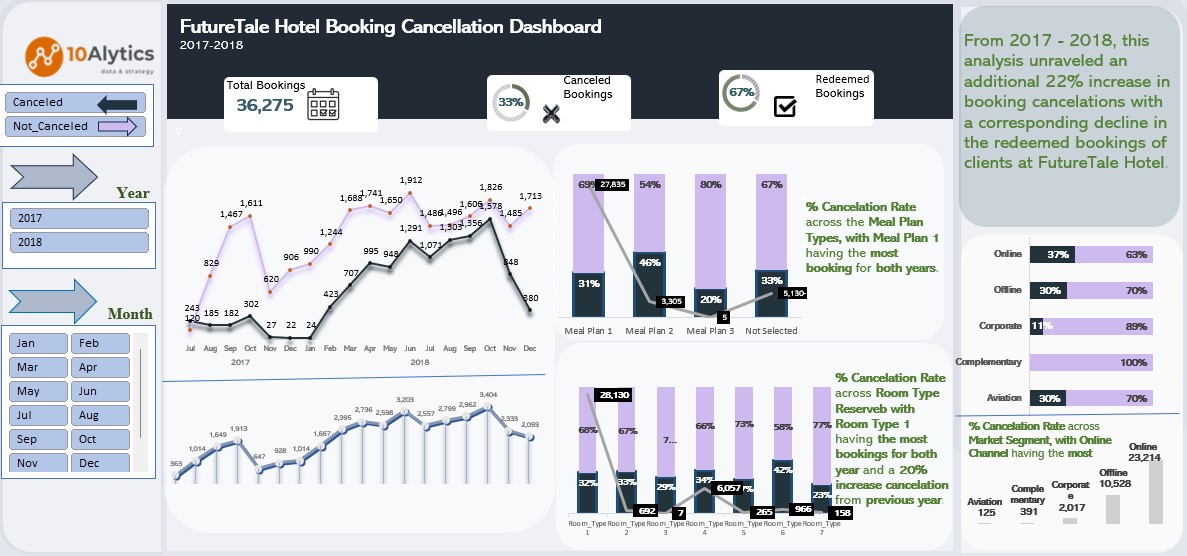 10Alytics
data & strategy
Canceled
Not_Canceled
Year
2017
2018
Month
Jan Feb
Mar Apr
May Jun
Jul Aug
Sep Oct
Nov Dec
FutureTale Hotel Booking Cancellation Dashboard
2017-2018
Total Bookings
36,275
33%
Canceled
Bookings
67%
Redeemed
Bookings
0
1,912
1,826
1,741
1,688
1,650
1,713
1,611
1,606
1,578
1,467
1,486
1,496
1,485
1,356
1,303
1,244
1,291
1,071
990
995
948
906
829
848
707
620
423
380
302
243
120
185
182
27
22
24
Jul Aug Sep Oct Nov Dec Jan Feb Mar Apr May Jun Jul Aug Sep Oct Nov Dec
2017 2018
363
1,014
1,649
1,913
647
928
1,014
1,667
2,395
2,736
2,598
3,203
2,557
2,799
2,962
3,404
2,333
2,093
69% 54% 80% 67%
27,835
46%
31% 20% 33%
3,305
5
5,130
Meal Plan 1 Meal Plan 2 Meal Plan 3 Not Selected
% Cancelation Rate
across the Meal Plan
Types, with Meal Plan 1
having the most
booking for both years.
28,130
68% 67% 7... 66% 73% 58% 77%
32% 33% 29% 34% 42% 23%
692
7
6,057
265
966
158
Room_Type Room_Type Room_Type Room_Type Room_Type Room_Type Room_Type
1 2 3 4 5 6 7
% Cancelation Rate
across Room Type
Reserveb with
Room Type 1
having the most
bookings for both
year and a 20%
increase cancelation
from previous year.
From 2017 - 2018, this
analysis unraveled an
additional 22% increase in
booking cancelations with
a corresponding decline in
the redeemed bookings of
clients at FutureTale Hotel.
Online 37% 63%
Offline 30% 70%
Corporate 11% 89%
Complementary 100%
Aviation 30% 70%
% Cancelation Rate across
Market Segment, with Online
Channel having the most
Aviation
125
Comple
mentary
391
Corporat
e
2,017
Offline
10,528
Online
23,214